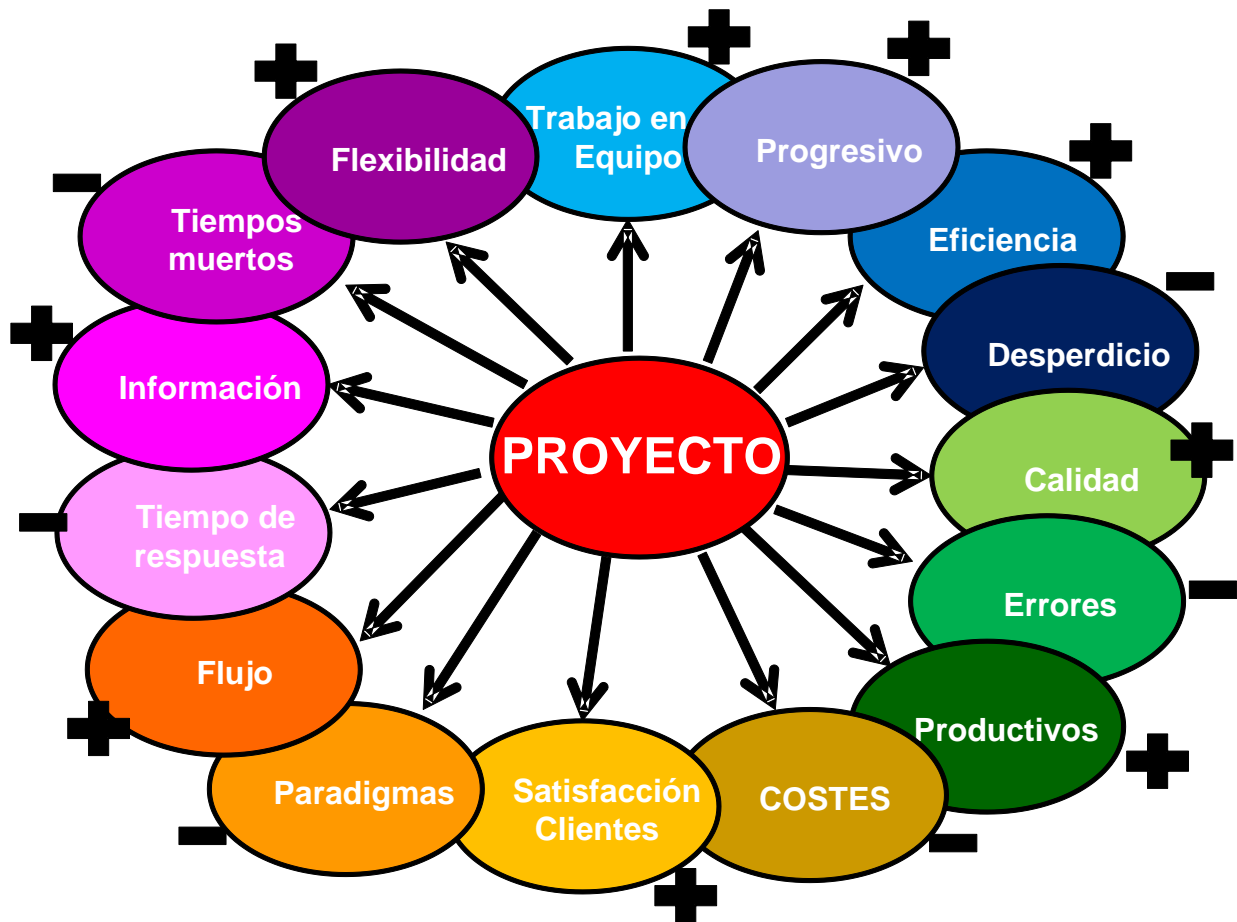 Trabajo en
Equipo
Progresivo
Flexibilidad
Eficiencia
Tiempos
muertos
Desperdicio
Información
PROYECTO
Calidad
Tiempo de
respuesta
Errores
Flujo
Productivos
Paradigmas
Satisfacción
Clientes
COSTES